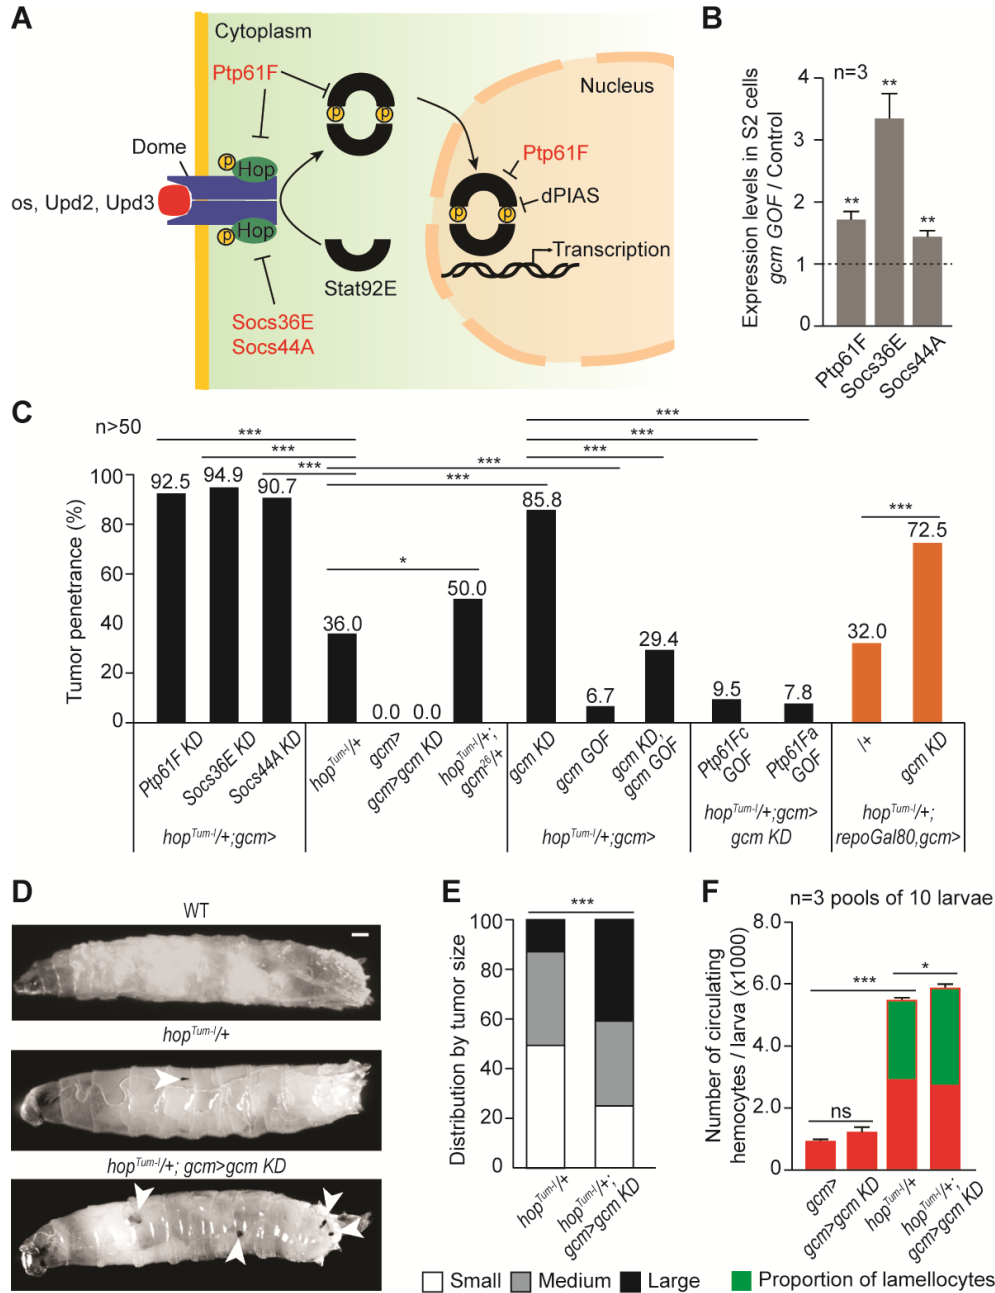 A
Cytoplasm
Ptp61F
Nucleus
p
p
Dome
p
Hop
Ptp61F
os, Upd2, Upd3
dPIAS
p
p
Hop
p
Transcription
Stat92E
Socs36E
Socs44A
B
Expression levels in S2 cells
gcm GOF / Control
n=3
4
3
2
1
0
**
**
**
Ptp61F
Socs36E
Socs44A
C
n>50
***
***
***
***
***
***
***
***
***
*
Tumor penetrance (%)
100
80
60
40
20
0
92.5
94.9
90.7
36.0
0.0
0.0
50.0
85.8
6.7
29.4
9.5
7.8
32.0
72.5
Ptp61F KD
Socs36E KD
Socs44A KD
hopTum-l/+
gcm>
gcm>gcm KD
hopTum-l/+;
gcm26/+
gcm KD
gcm GOF
gcm KD,
gcm GOF
Ptp61Fc
GOF
Ptp61Fa
GOF
/+
gcm KD
hopTum-l/+;gcm>
hopTum-l/+;gcm>
hopTum-l/+;gcm>
gcm KD
hopTum-l/+;
repoGal80,gcm>
D
WT
hopTum-l/+
hopTum-l/+; gcm>gcm KD
E
***
Distribution by tumor size
100
80
60
40
20
0
hopTum-l/+
hopTum-l/+;
gcm>gcm KD
Small
Medium
Large
F
n=3 pools of 10 larvae
Number of circulating
hemocytes / larva (x1000)
8.0
6.0
4.0
2.0
0
ns
***
*
gcm>
gcm>gcm KD
hopTum-l/+
hopTum-l/+;
gcm>gcm KD
Proportion of lamellocytes